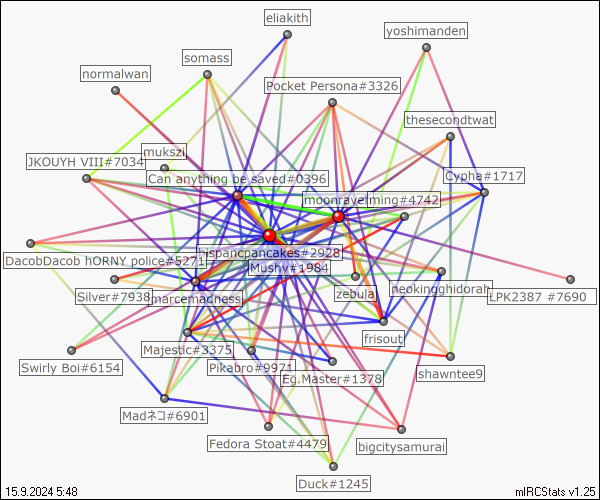 eliakith
yoshimanden
somass
normalwan
Pocket Persona#3326
thesecondtwat
mukszi
JKOUYH VIII#7034
Can anything be saved#0396
Cypha#1717
moonravel
ming#4742
hispancpancakes#2928
DacobDacob hORNY police#5271
Mushy#1984
neokingghidorah
zebulal
Silver#7938
marcemadness
LPK2387 #7690
frisout
Majestic#3375
Swirly Boi#6154
Pikabro#9971
Eg.Master#1378
shawntee9
Madネコ#6901
Fedora Stoat#4479
bigcitysamurai
Duck#1245
15.9.2024 5:48
mIRCStats v1.25